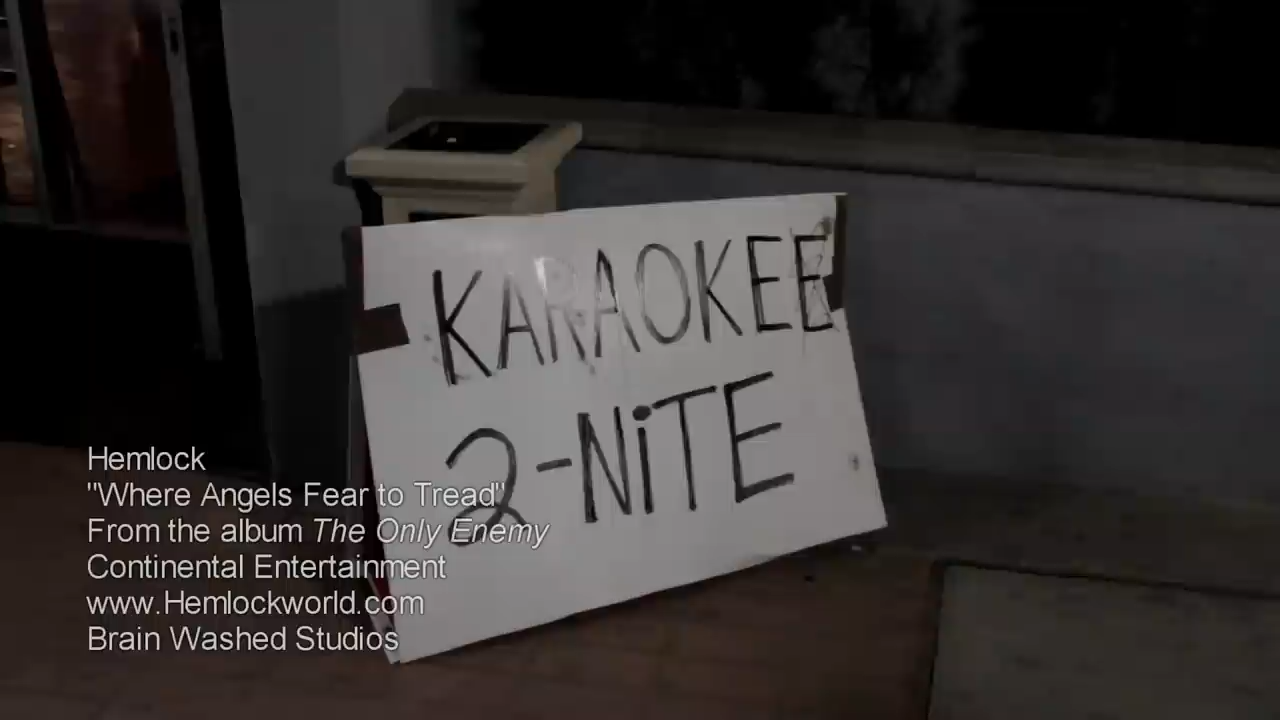 KARAOKEE
2-NiTE
Hemlock
"Where Angels Fear to Tread"
From the album The Only Enemy
Continental Entertainment
www.Hemlockworld.com
Brain Washed Studios